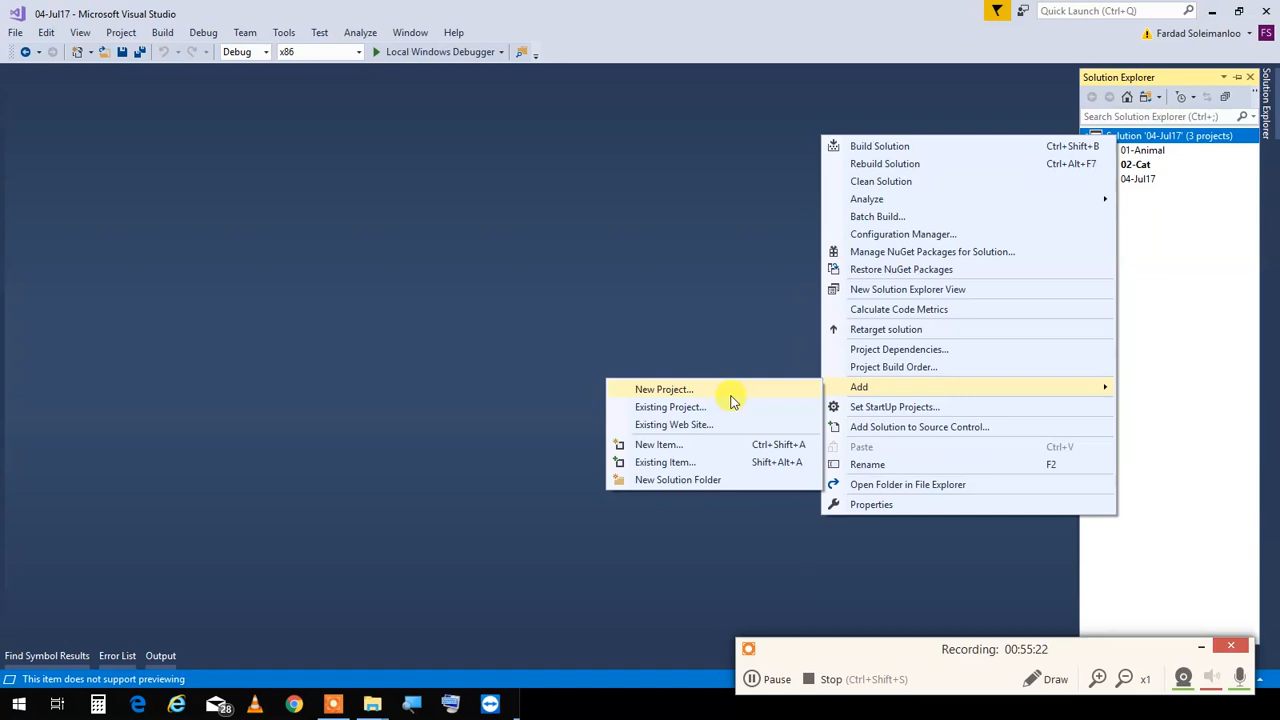 04-Jul17 - Microsoft Visual Studio
Quick Launch (Ctrl+Q)
File Edit View Project Build Debug Team Tools Test Analyze Window Help
Fardad Soleimanloo FS
Debug x86 Local Windows Debugger
Solution Explorer
Search Solution Explorer (Ctrl+;)
Solution '04-Jul17' (3 projects)
01-Animal
02-Cat
04-Jul17
Solution Explorer
Build Solution Ctrl+Shift+B
Rebuild Solution Ctrl+Alt+F7
Clean Solution
Analyze
Batch Build...
Configuration Manager...
Manage NuGet Packages for Solution...
Restore NuGet Packages
New Solution Explorer View
Calculate Code Metrics
Retarget solution
Project Dependencies...
Project Build Order...
Add
Set StartUp Projects...
Add Solution to Source Control...
Paste Ctrl+V
Rename F2
Open Folder in File Explorer
Properties
New Project...
Existing Project...
Existing Web Site...
New Item... Ctrl+Shift+A
Existing Item... Shift+Alt+A
New Solution Folder
Find Symbol Results Error List Output
This item does not support previewing
Recording: 00:55:22
Pause Stop (Ctrl+Shift+S) Draw x1
28